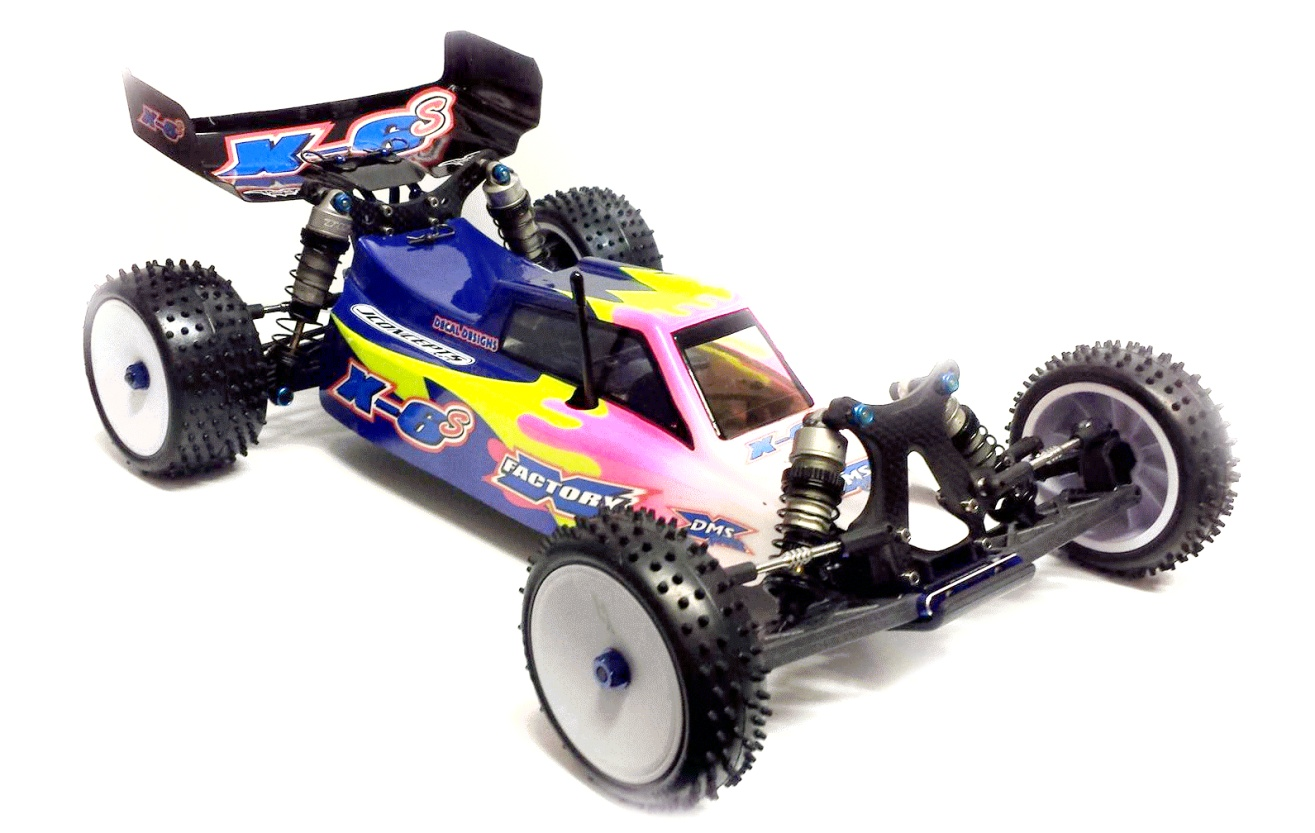 X-6s
X-6s
JCONCEPTS
DECAL DESIGNS
X-6s
FACTORY
DMS